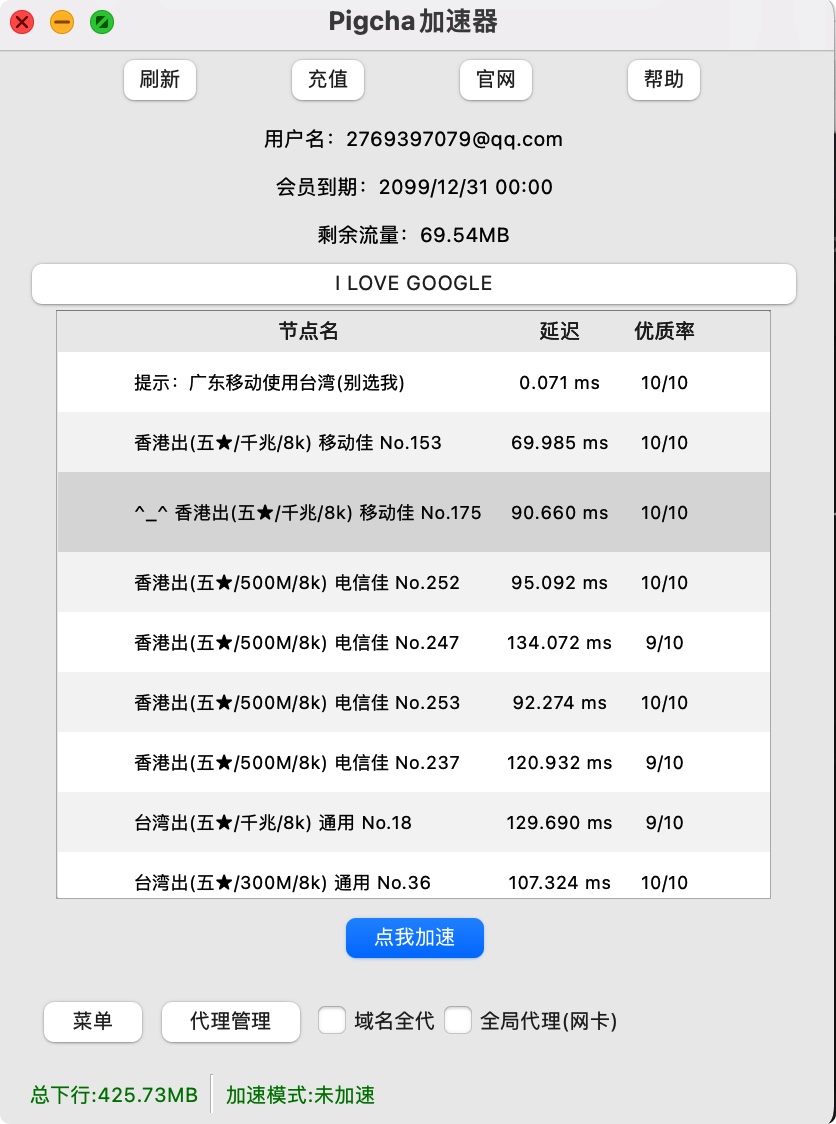 Pigcha加速器
刷新 充值 官网 帮助
用户名：2769397079@qq.com
会员到期：2099/12/31 00:00
剩余流量：69.54MB
I LOVE GOOGLE
节点名 延迟 优质率
提示：广东移动使用台湾(别选我) 0.071 ms 10/10
香港出(五★/千兆/8k) 移动佳 No.153 69.985 ms 10/10
^_^ 香港出(五★/千兆/8k) 移动佳 No.175 90.660 ms 10/10
香港出(五★/500M/8k) 电信佳 No.252 95.092 ms 10/10
香港出(五★/500M/8k) 电信佳 No.247 134.072 ms 9/10
香港出(五★/500M/8k) 电信佳 No.253 92.274 ms 10/10
香港出(五★/500M/8k) 电信佳 No.237 120.932 ms 9/10
台湾出(五★/千兆/8k) 通用 No.18 129.690 ms 9/10
台湾出(五★/300M/8k) 通用 No.36 107.324 ms 10/10
点我加速
菜单 代理管理 域名全代 全局代理(网卡)
总下行:425.73MB 加速模式:未加速